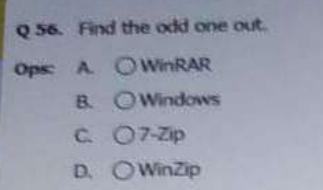 Q 56. Find the odd one out.
Ops: A. WinRAR
B. Windows
C. 7-Zip
D. WinZip